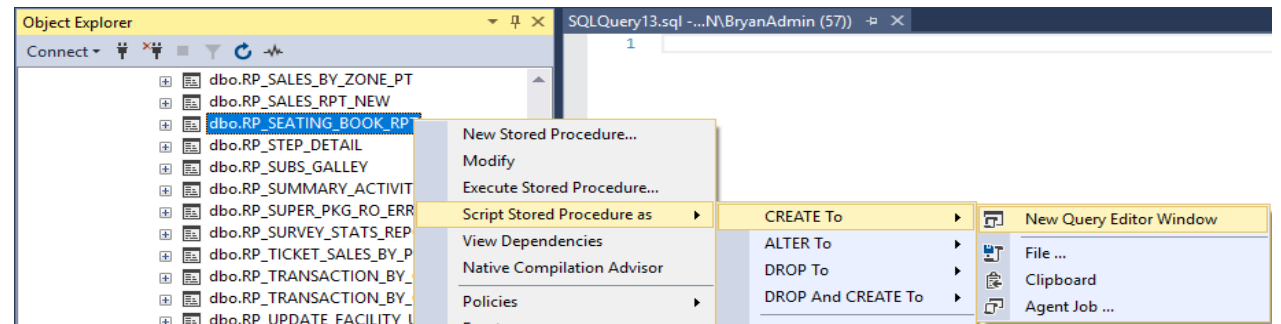 Object Explorer
SQLQuery13.sql -...N\BryanAdmin (57))
Connect
1
dbo.RP_SALES_BY_ZONE_PT
dbo.RP_SALES_RPT_NEW
dbo.RP_SEATING_BOOK_RPT
dbo.RP_STEP_DETAIL
dbo.RP_SUBS_GALLEY
dbo.RP_SUMMARY_ACTIVIT
dbo.RP_SUPER_PKG_RO_ERR
dbo.RP_SURVEY_STATS_REP
dbo.RP_TICKET_SALES_BY_P
dbo.RP_TRANSACTION_BY_
dbo.RP_TRANSACTION_BY_
dbo.RP_UPDATE_FACILITY_
New Stored Procedure...
Modify
Execute Stored Procedure...
Script Stored Procedure as
View Dependencies
Native Compilation Advisor
Policies
CREATE To
ALTER To
DROP To
DROP And CREATE To
New Query Editor Window
File ...
Clipboard
Agent Job ...